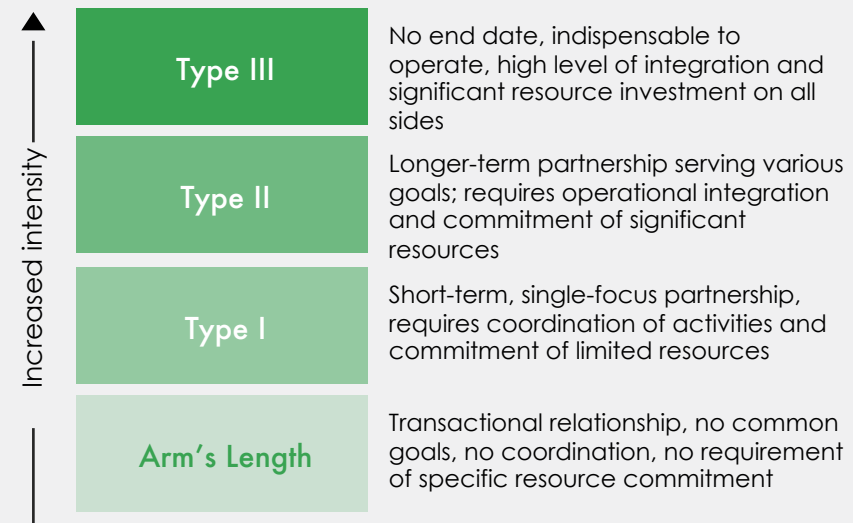 Increased intensity
Type III
No end date, indispensable to
operate, high level of integration and
significant resource investment on all
sides
Type II
Longer-term partnership serving various
goals; requires operational integration
and commitment of significant
resources
Type I
Short-term, single-focus partnership,
requires coordination of activities and
commitment of limited resources
Arm's Length
Transactional relationship, no common
goals, no coordination, no requirement
of specific resource commitment